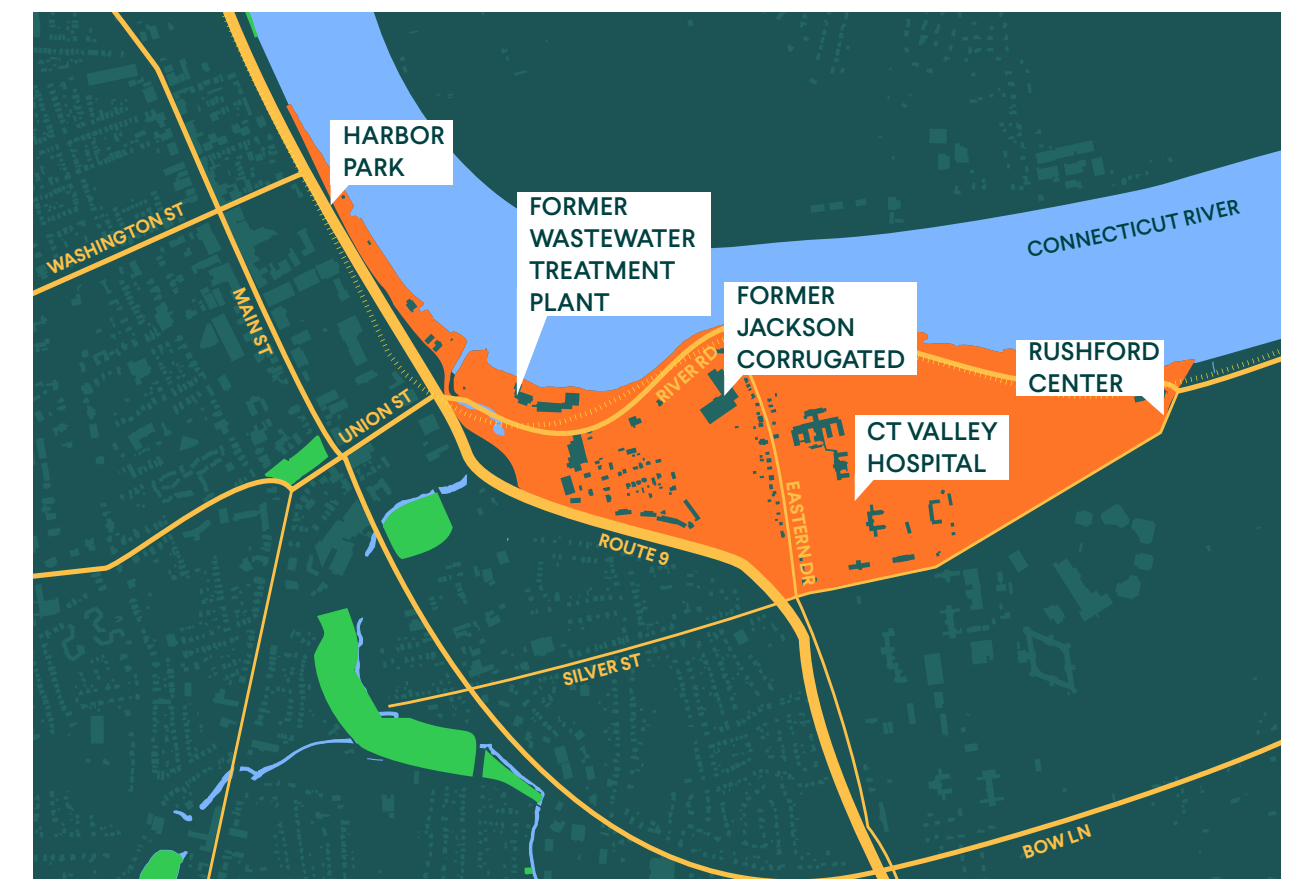 HARBOR
PARK
FORMER
WASTEWATER
TREATMENT
PLANT
CONNECTICUT RIVER
WASHINGTON ST
MAIN ST
FORMER
JACKSON
CORRUGATED
RUSHFORD
CENTER
RIVER RD
UNION ST
CT VALLEY
HOSPITAL
EASTERN DR
ROUTE 9
SILVER ST
BOW LN